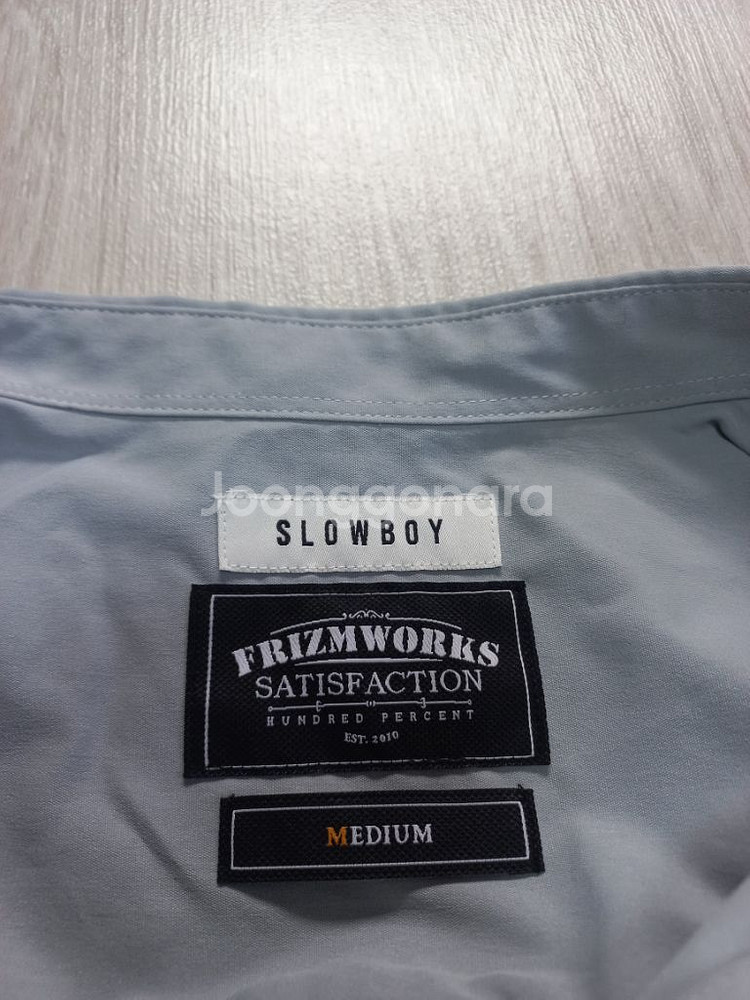 Joonggonara
SLOWBOY
FRIZMWORKS
SATISFACTION
HUNDRED PERCENT
EST. 2010
MEDIUM